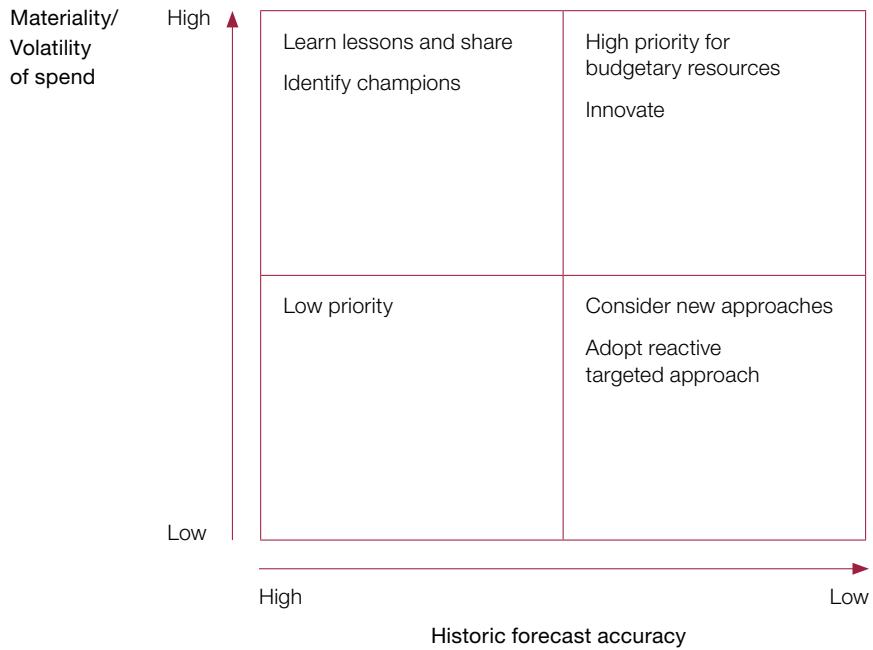 Materiality/
Volatility
of spend
High
Learn lessons and share
Identify champions
High priority for
budgetary resources
Innovate
Low priority
Consider new approaches
Adopt reactive
targeted approach
Low
High
Low
Historic forecast accuracy